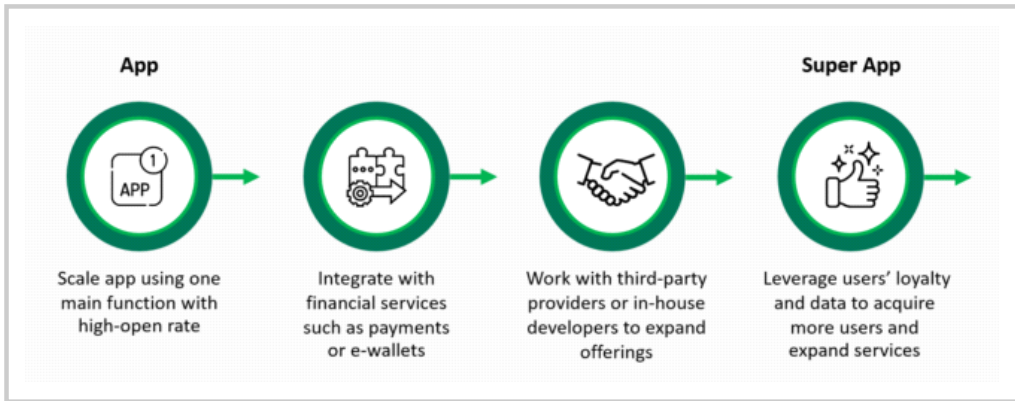 App
Super App
1
APP
Scale app using one
main function with
high-open rate
Integrate with
financial services
such as payments
or e-wallets
Work with third-party
providers or in-house
developers to expand
offerings
Leverage users’ loyalty
and data to acquire
more users and
expand services